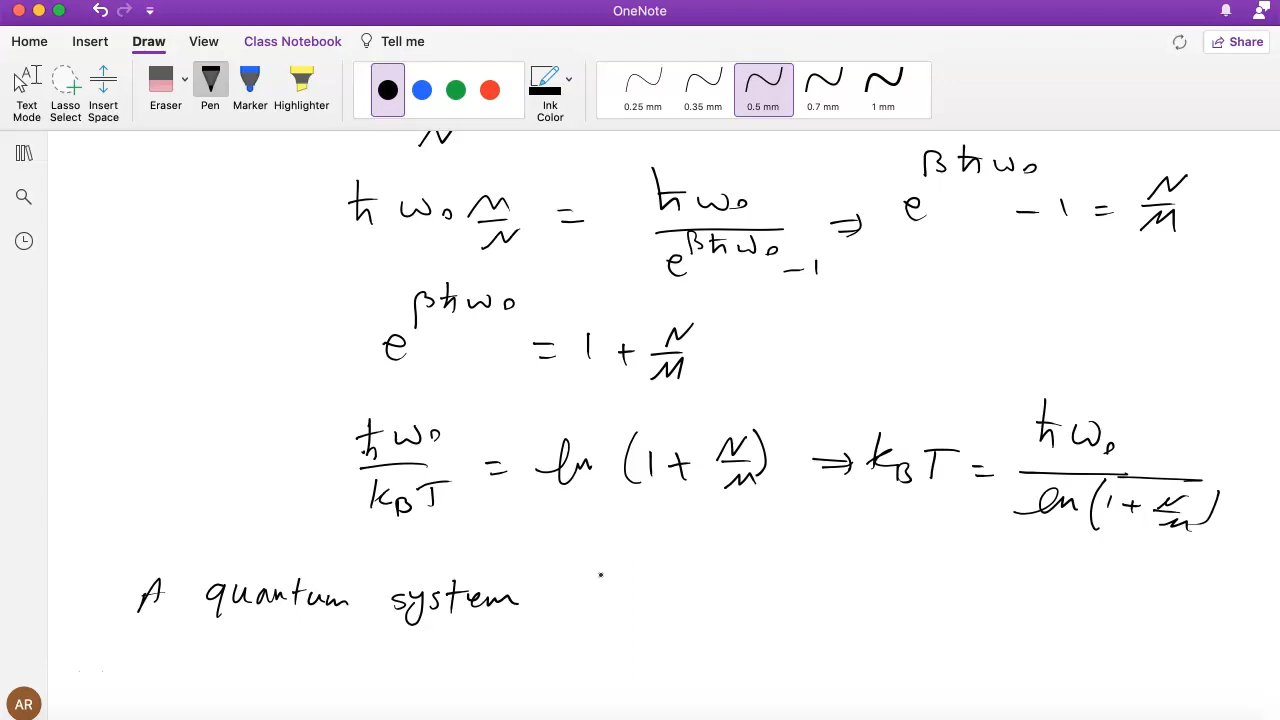 OneNote
Home Insert Draw View Class Notebook Tell me Share
Text Mode Lasso Select Insert Space Eraser Pen Marker Highlighter Ink Color 0.25 mm 0.35 mm 0.5 mm 0.7 mm 1 mm
N
ħω₀ M/N = ħω₀/(e^{βħω₀} - 1) ⇒ e^{βħω₀} - 1 = N/M
e^{βħω₀} = 1 + N/M
ħω₀/(k_B T) = ln (1 + N/M) ⇒ k_B T = ħω₀/ln(1 + N/M)
A quantum system
AR